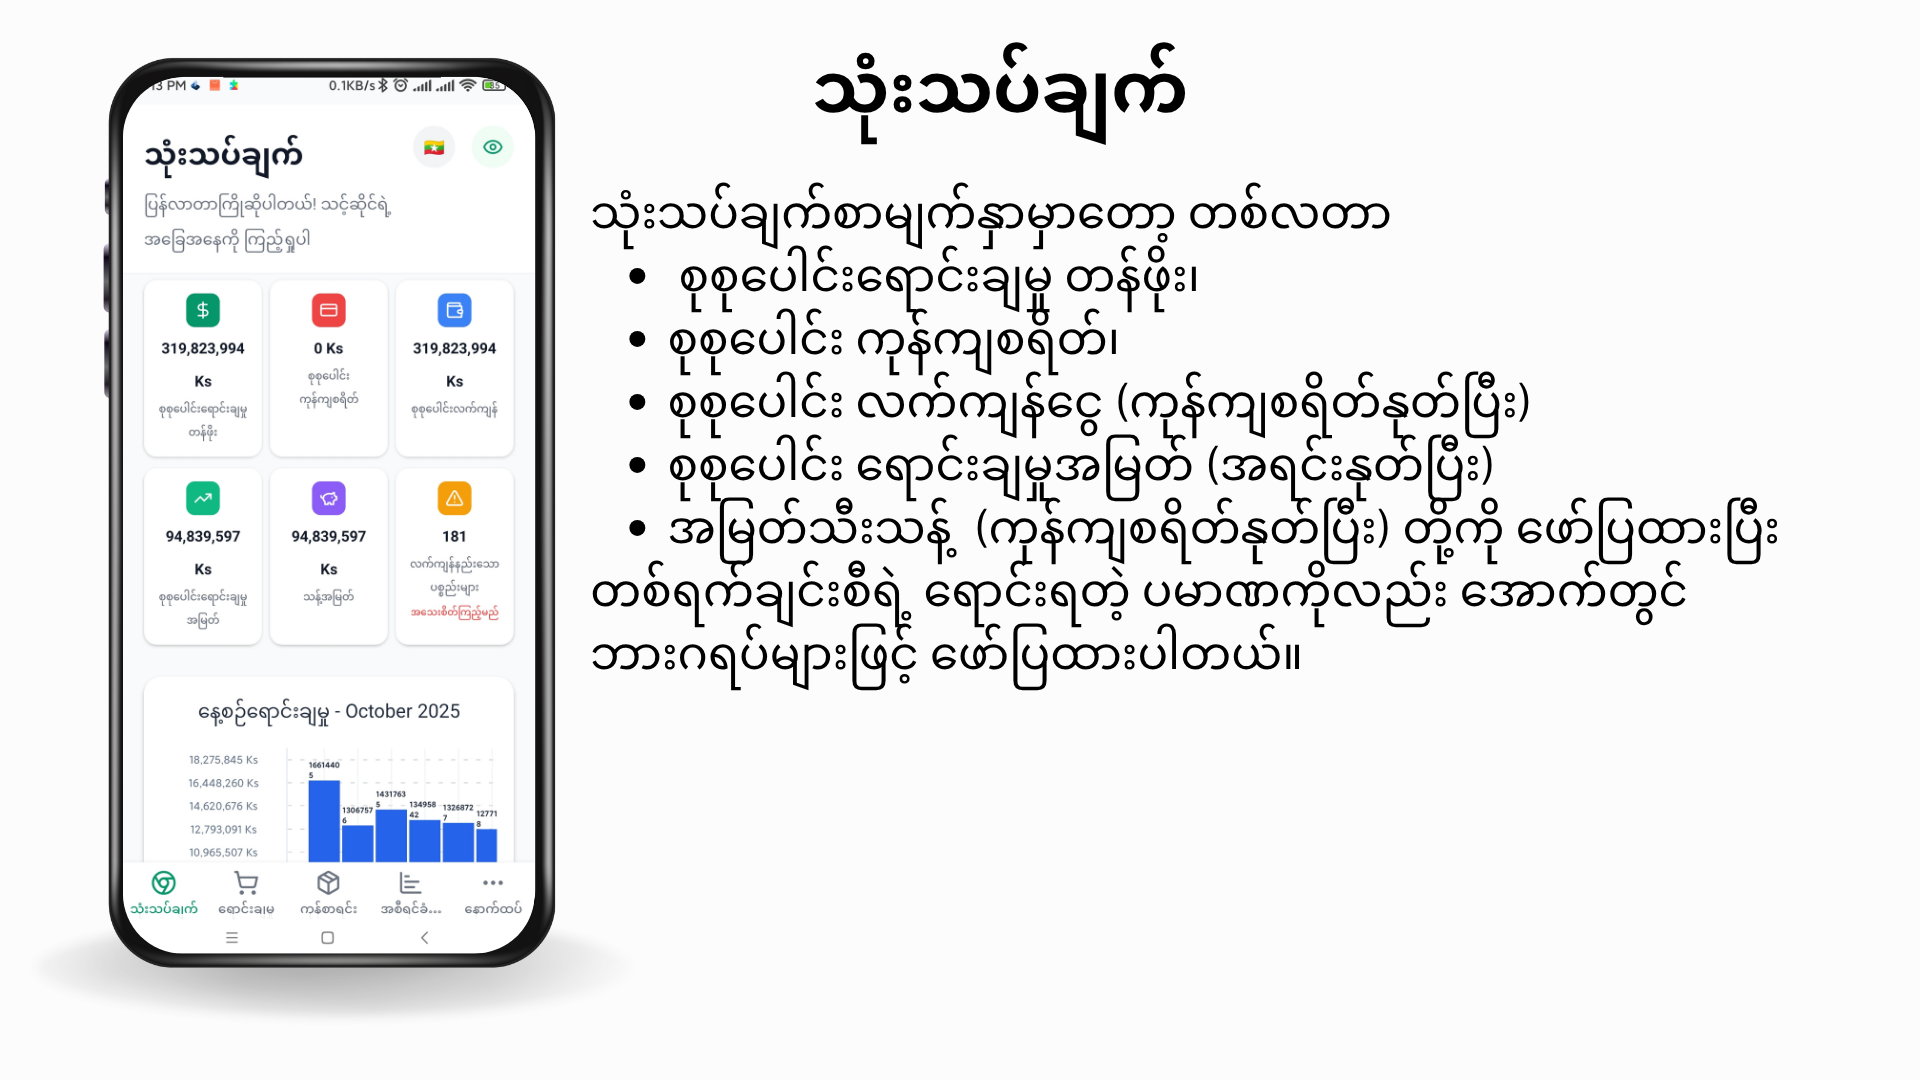 သုံးသပ်ချက်
သုံးသပ်ချက်စာမျက်နှာမှာတော့ တစ်လတာ
• စုစုပေါင်းရောင်းချမှု တန်ဖိုး၊
• စုစုပေါင်း ကုန်ကျစရိတ်၊
• စုစုပေါင်း လက်ကျန်ငွေ (ကုန်ကျစရိတ်နုတ်ပြီး)
• စုစုပေါင်း ရောင်းချမှုအမြတ် (အရင်းနုတ်ပြီး)
• အမြတ်သီးသန့် (ကုန်ကျစရိတ်နုတ်ပြီး) တို့ကို ဖော်ပြထားပြီး
တစ်ရက်ချင်းစီရဲ့ ရောင်းရတဲ့ ပမာဏကိုလည်း အောက်တွင်
ဘားဂရပ်များဖြင့် ဖော်ပြထားပါတယ်။
PM 0.1KB/s
သုံးသပ်ချက်
ပြန်လာတာကြိုဆိုပါတယ်! သင့်ဆိုင်ရဲ့
အခြေအနေကို ကြည့်ရှုပါ
319,823,994
Ks
စုစုပေါင်းရောင်းချမှု
တန်ဖိုး
0 Ks
စုစုပေါင်း
ကုန်ကျစရိတ်
319,823,994
Ks
စုစုပေါင်းလက်ကျန်
94,839,597
Ks
စုစုပေါင်းရောင်းချမှု
အမြတ်
94,839,597
Ks
သန့်အမြတ်
181
လက်ကျန်နည်းသော
ပစ္စည်းများ
အသေးစိတ်ကြည့်မည်
နေ့စဉ်ရောင်းချမှု - October 2025
18,275,845 Ks
16,448,260 Ks
14,620,676 Ks
12,793,091 Ks
10,965,507 Ks
1661440
5
1306757
6
1431763
5
134958
42
1326872
7
12771
8
သုံးသပ်ချက်
ရောင်းချမှု
ကုန်စာရင်း
အစီရင်ခံ...
နောက်ထပ်